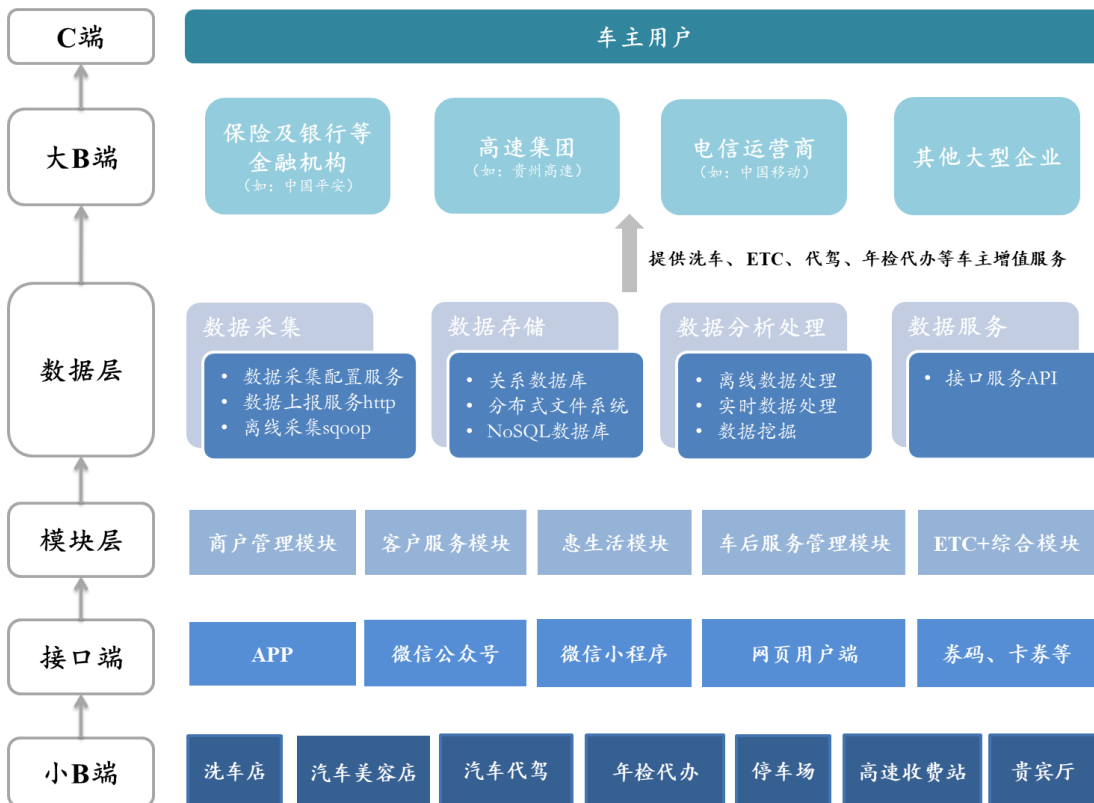 C端
车主用户
大B端
保险及银行等
金融机构
（如：中国平安）
高速集团
（如：贵州高速）
电信运营商
（如：中国移动）
其他大型企业
提供洗车、ETC、代驾、年检代办等车主增值服务
数据层
数据采集
• 数据采集配置服务
• 数据上报服务http
• 离线采集sqoop
数据存储
• 关系数据库
• 分布式文件系统
• NoSQL数据库
数据分析处理
• 离线数据处理
• 实时数据处理
• 数据挖掘
数据服务
• 接口服务API
模块层
商户管理模块
客户服务模块
惠生活模块
车后服务管理模块
ETC+综合模块
接口端
APP
微信公众号
微信小程序
网页用户端
券码、卡券等
小B端
洗车店
汽车美容店
汽车代驾
年检代办
停车场
高速收费站
贵宾厅